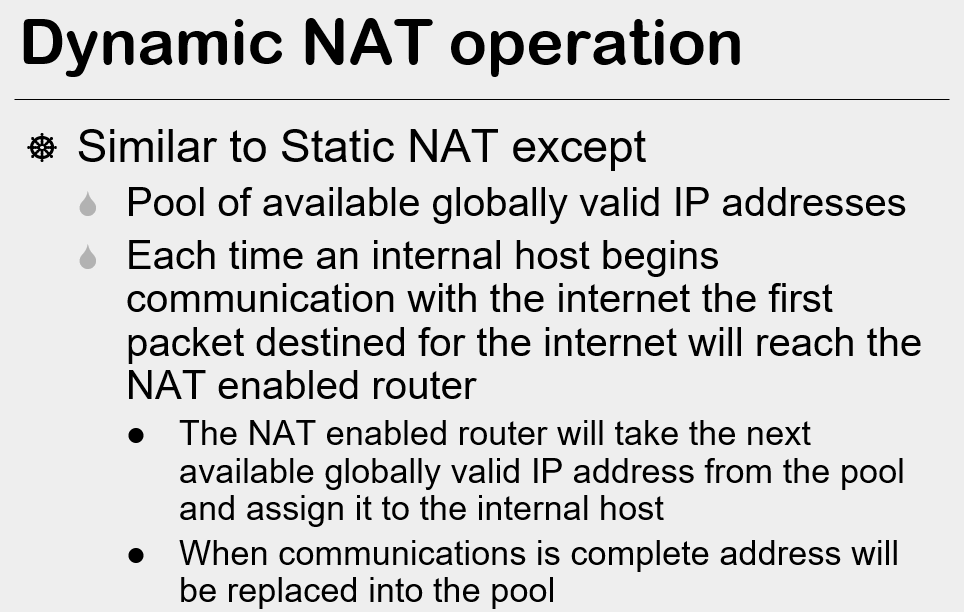 Dynamic NAT operation
Similar to Static NAT except
Pool of available globally valid IP addresses
Each time an internal host begins
communication with the internet the first
packet destined for the internet will reach the
NAT enabled router
The NAT enabled router will take the next
available globally valid IP address from the pool
and assign it to the internal host
When communications is complete address will
be replaced into the pool